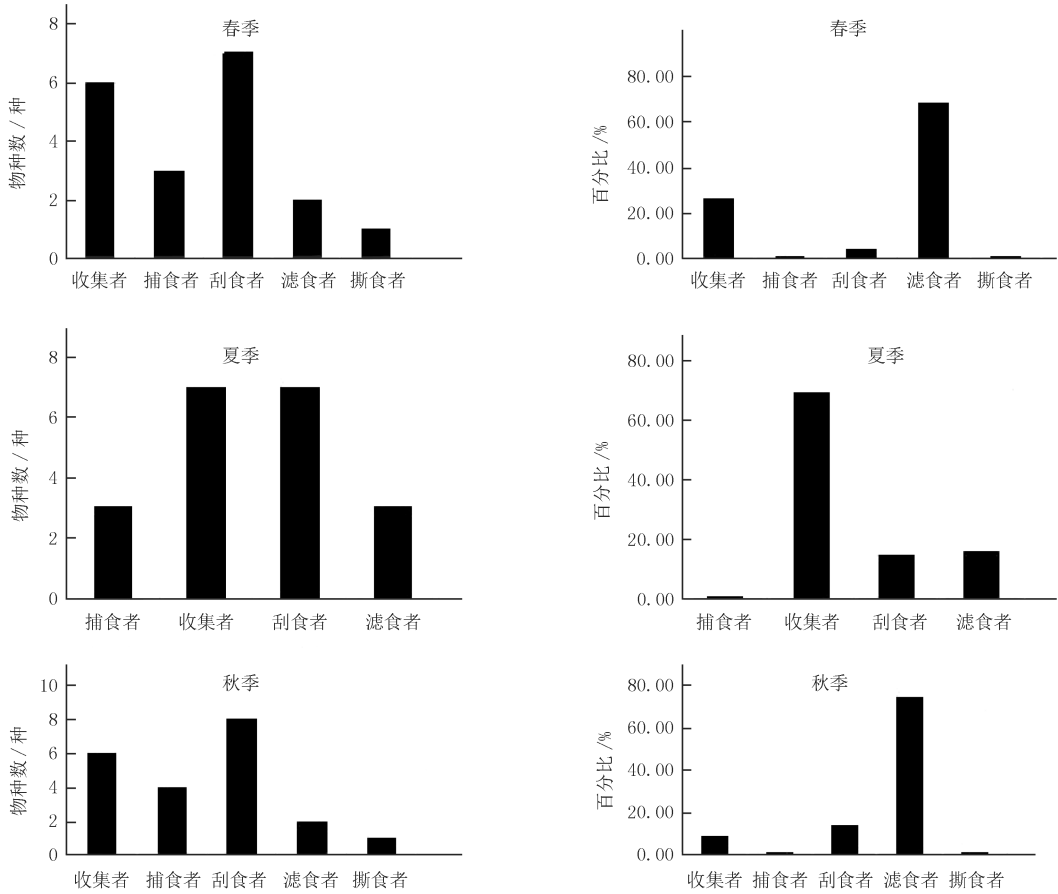 春季
物种数/种
8
6
4
2
0
收集者 捕食者 刮食者 滤食者 撕食者
春季
百分比/%
80.00
60.00
40.00
20.00
0.00
收集者 捕食者 刮食者 滤食者 撕食者
夏季
物种数/种
8
6
4
2
0
捕食者 收集者 刮食者 滤食者
夏季
百分比/%
80.00
60.00
40.00
20.00
0.00
捕食者 收集者 刮食者 滤食者
秋季
物种数/种
10
8
6
4
2
0
收集者 捕食者 刮食者 滤食者 撕食者
秋季
百分比/%
80.00
60.00
40.00
20.00
0.00
收集者 捕食者 刮食者 滤食者 撕食者